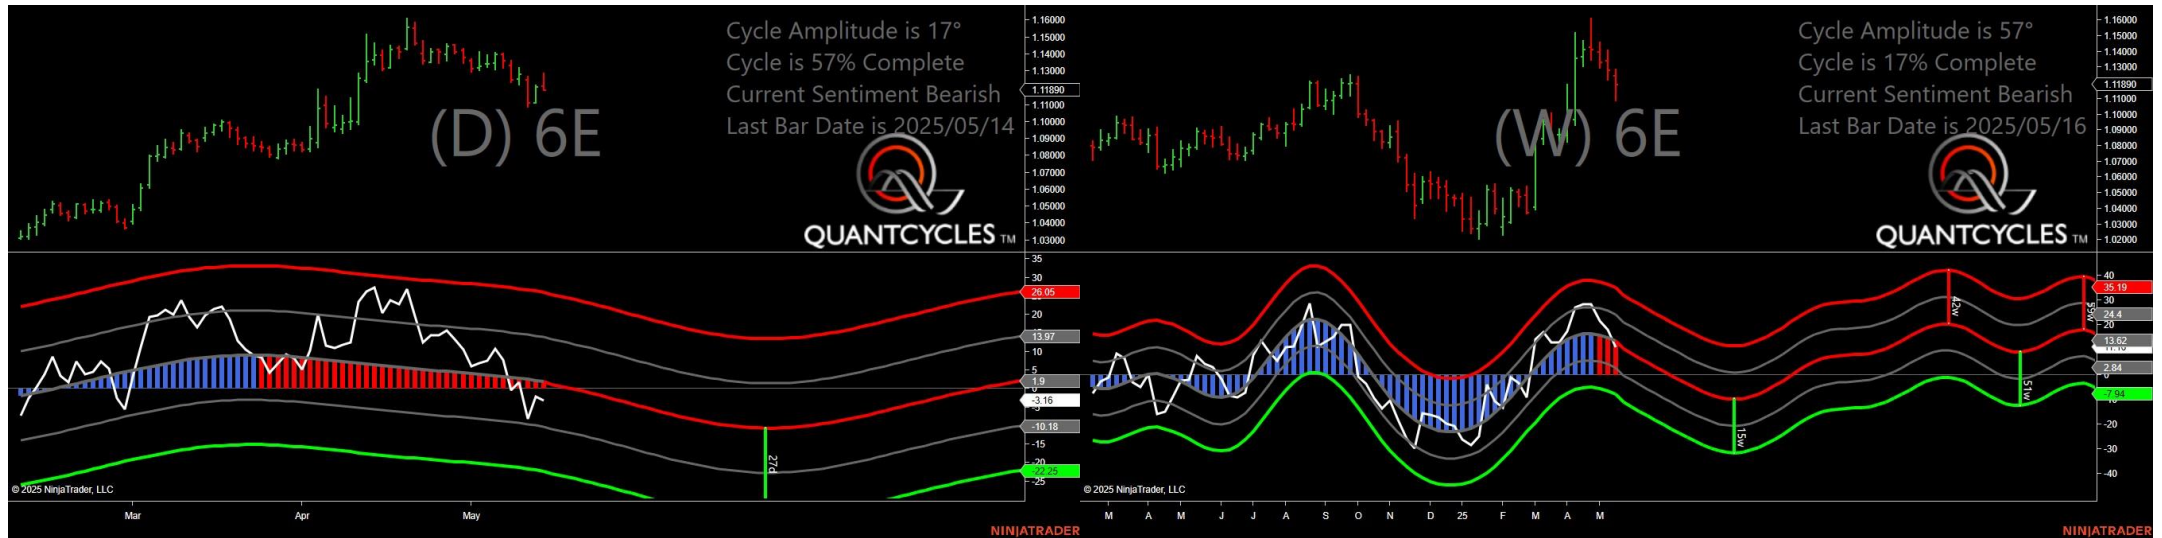 Cycle Amplitude is 17°
Cycle is 57% Complete
Current Sentiment Bearish
Last Bar Date is 2025/05/14
(D) 6E
QUANTCYCLES TM
1.16000
1.15000
1.14000
1.13000
1.11890
1.11000
1.10000
1.09000
1.08000
1.07000
1.06000
1.05000
1.04000
1.03000
35
30
26.05
20
13.97
10
5
1.9
-3.16
-10.18
-15
-20
-22.25
-25
27d
© 2025 NinjaTrader, LLC
Mar Apr May
NINJATRADER
Cycle Amplitude is 57°
Cycle is 17% Complete
Current Sentiment Bearish
Last Bar Date is 2025/05/16
(W) 6E
QUANTCYCLES TM
1.16000
1.15000
1.14000
1.13000
1.11890
1.11000
1.10000
1.09000
1.08000
1.07000
1.06000
1.05000
1.04000
1.03000
1.02000
40
35.19
30
24.4
20
13.62
2.84
-7.94
-20
-30
-40
15w
42w
51w
59w
© 2025 NinjaTrader, LLC
M A M J J A S O N D 25 F M A M
NINJATRADER